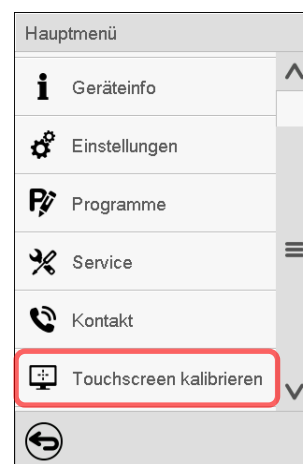 Hauptmenü
Geräteinfo
Einstellungen
Programme
Service
Kontakt
Touchscreen kalibrieren